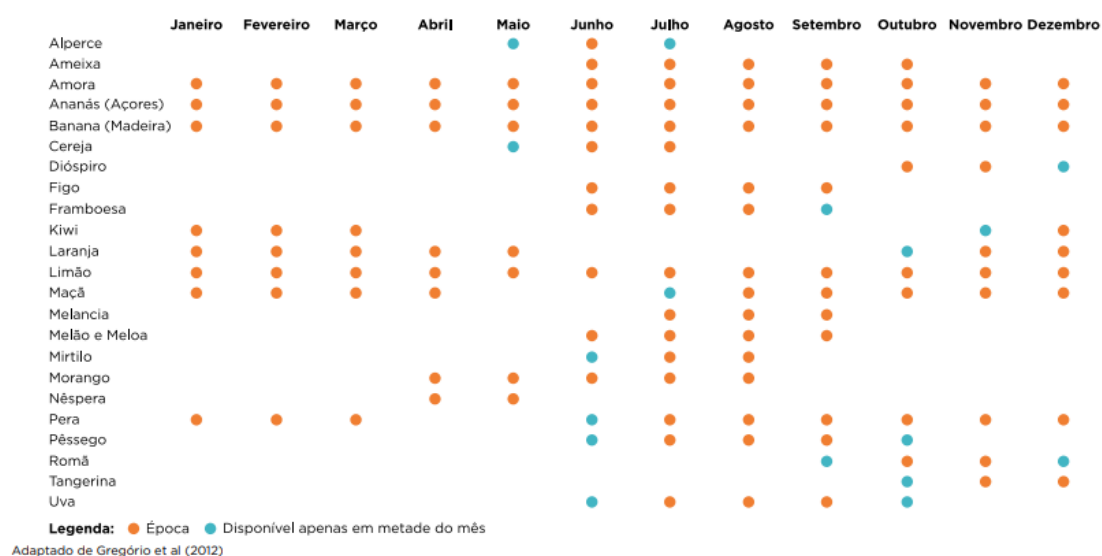 Janeiro Fevereiro Março Abril Maio Junho Julho Agosto Setembro Outubro Novembro Dezembro
Alperce
Ameixa
Amora
Ananás (Açores)
Banana (Madeira)
Cereja
Dióspiro
Figo
Framboesa
Kiwi
Laranja
Limão
Maçã
Melancia
Melão e Meloa
Mirtilo
Morango
Nêspera
Pera
Pêssego
Romã
Tangerina
Uva
Legenda: Época Disponível apenas em metade do mês
Adaptado de Gregório et al (2012)